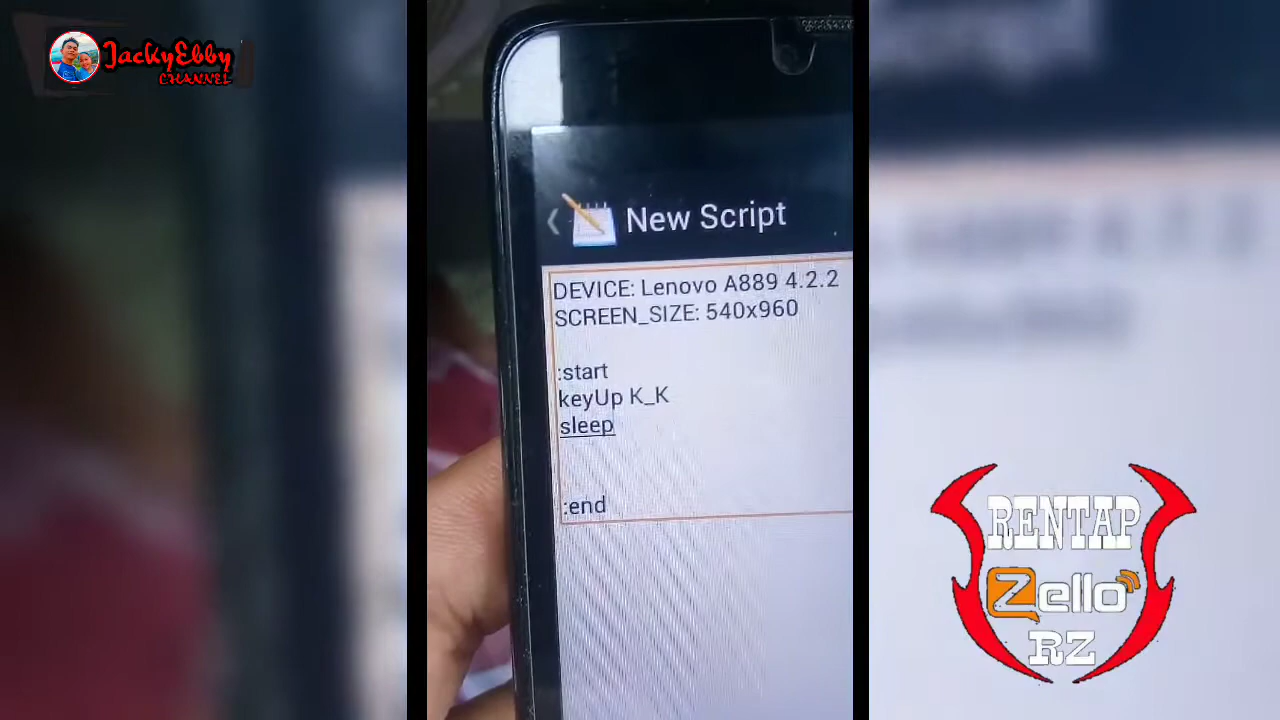 JackyEbby
CHANNEL
New Script
DEVICE: Lenovo A889 4.2.2
SCREEN_SIZE: 540x960
:start
keyUp K_K
sleep
:end
RENTAP
Zello
RZ